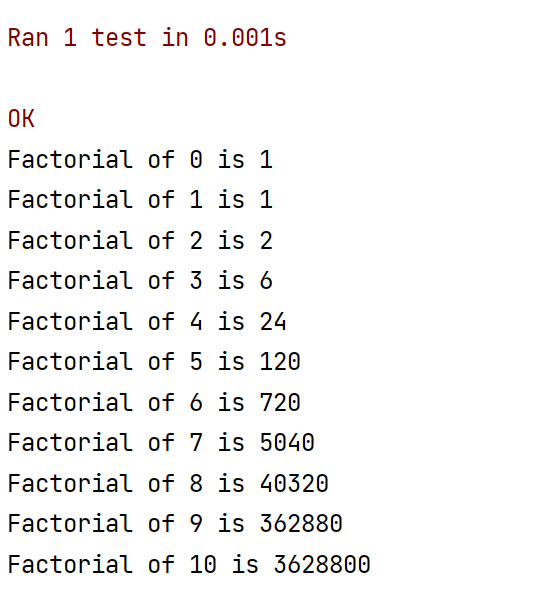 Ran 1 test in 0.001s
OK
Factorial of 0 is 1
Factorial of 1 is 1
Factorial of 2 is 2
Factorial of 3 is 6
Factorial of 4 is 24
Factorial of 5 is 120
Factorial of 6 is 720
Factorial of 7 is 5040
Factorial of 8 is 40320
Factorial of 9 is 362880
Factorial of 10 is 3628800